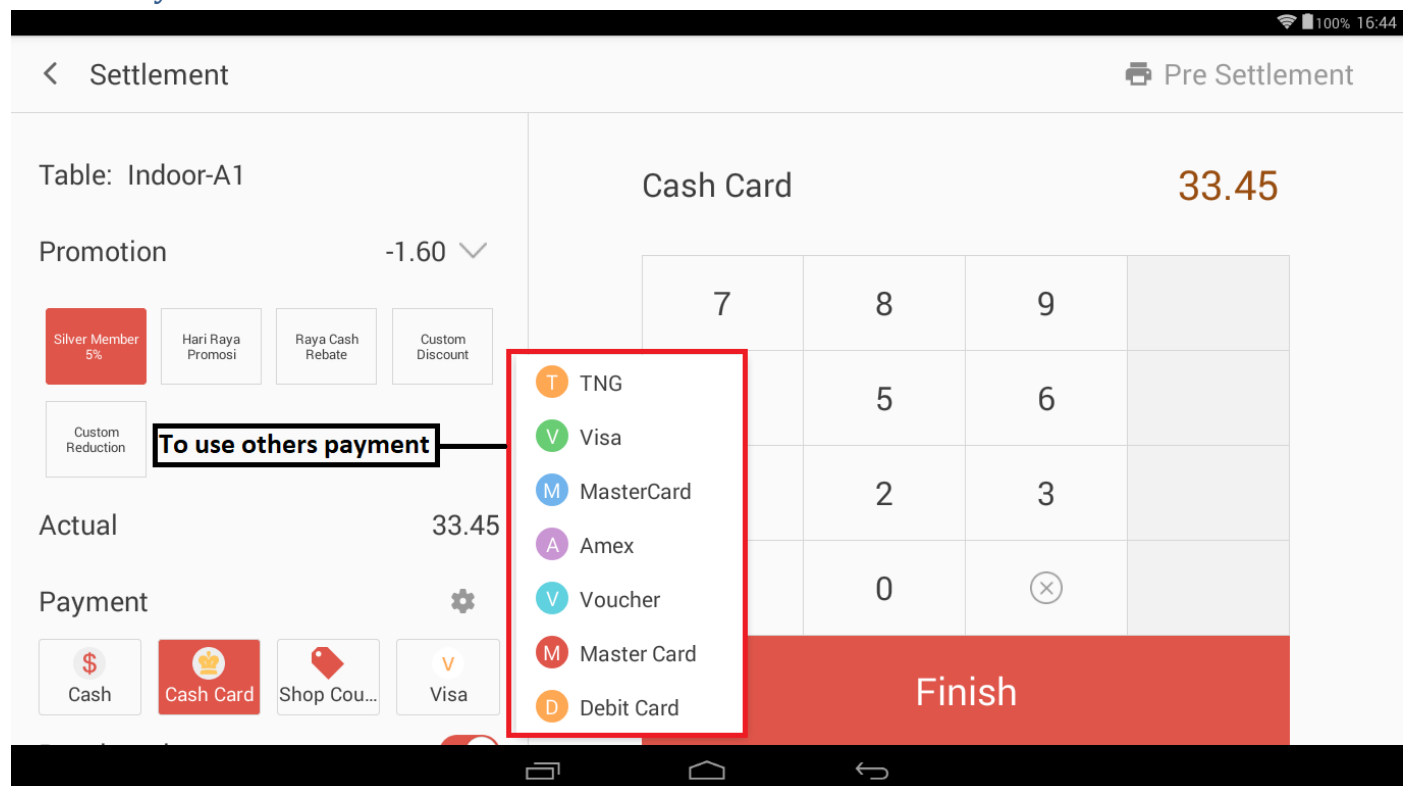 100% 16:44
Settlement
Pre Settlement
Table: Indoor-A1
Promotion -1.60
Silver Member
5%
Hari Raya
Promosi
Raya Cash
Rebate
Custom
Discount
Custom
Reduction
To use others payment
Actual 33.45
Payment
$
Cash
Cash Card
Shop Cou...
V
Visa
T TNG
V Visa
M MasterCard
A Amex
V Voucher
M Master Card
D Debit Card
Cash Card 33.45
7 8 9
5 6
2 3
0
Finish